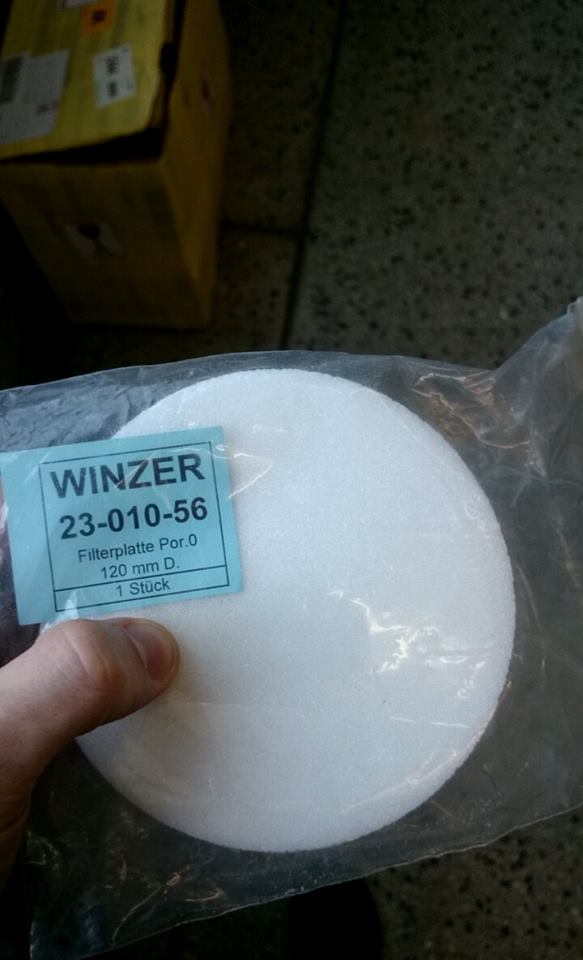 WINZER
23-010-56
Filterplatte Por.0
120 mm D.
1 Stück